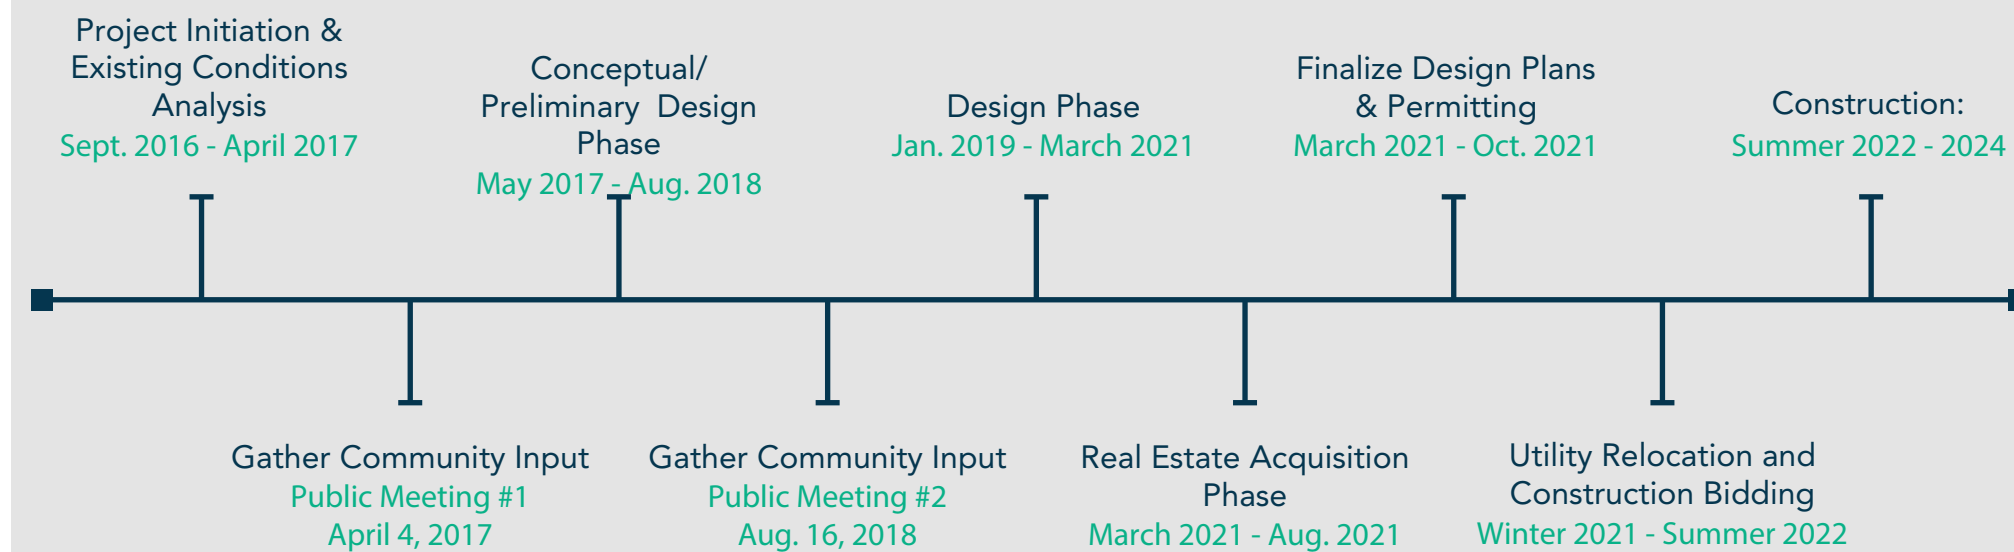 Project Initiation &
Existing Conditions
Analysis
Sept. 2016 - April 2017
Conceptual/
Preliminary  Design
Phase
May 2017 - Aug. 2018
Design Phase
Jan. 2019 - March 2021
Finalize Design Plans
& Permitting
March 2021 - Oct. 2021
Construction:
Summer 2022 - 2024
Gather Community Input
Public Meeting #1
April 4, 2017
Gather Community Input
Public Meeting #2
Aug. 16, 2018
Real Estate Acquisition
Phase
March 2021 - Aug. 2021
Utility Relocation and
Construction Bidding
Winter 2021 - Summer 2022